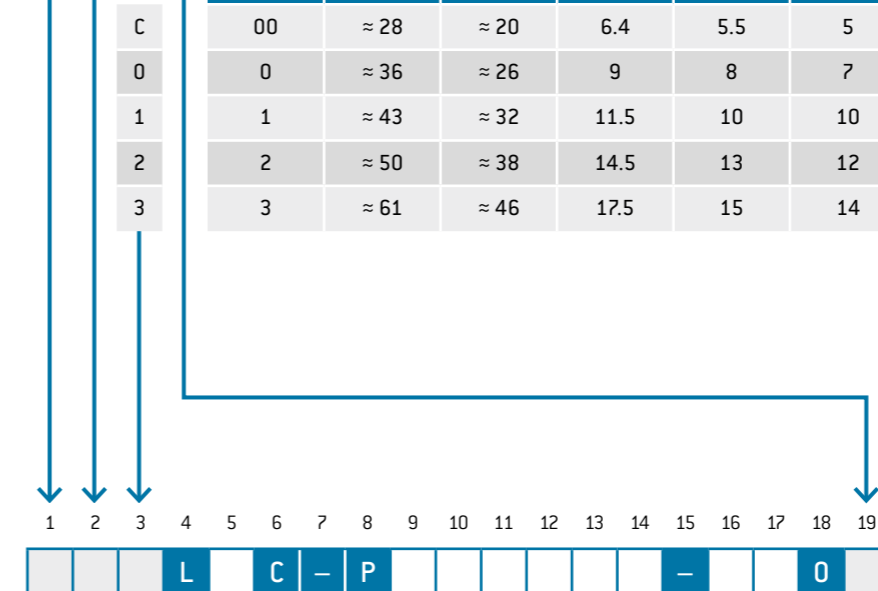 C 00 ≈ 28 ≈ 20 6.4 5.5 5
0 0 ≈ 36 ≈ 26 9 8 7
1 1 ≈ 43 ≈ 32 11.5 10 10
2 2 ≈ 50 ≈ 38 14.5 13 12
3 3 ≈ 61 ≈ 46 17.5 15 14
1 2 3 4 5 6 7 8 9 10 11 12 13 14 15 16 17 18 19
L C – P – 0